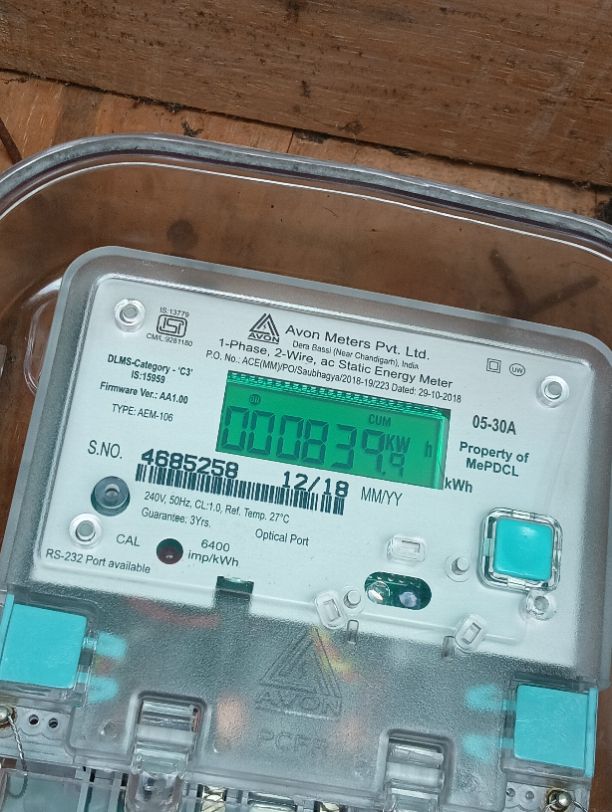 IS:13779
ISI
CM/L:9261160
AVON
Avon Meters Pvt. Ltd.
Dera Bassi (Near Chandigarh), India
1-Phase, 2-Wire, ac Static Energy Meter
P.O. No.: ACE(MM)/PO/Saubhagya/2018-19/223 Dated: 29-10-2018
DLMS-Category - 'C3'
IS:15959
Firmware Ver.: AA1.00
TYPE: AEM-106
UW
CUM
000839.9 KW h
kWh
05-30A
Property of
MePDCL
S.NO. 4685258 12/18 MM/YY
240V, 50Hz, CL:1.0, Ref. Temp. 27°C
Guarantee: 3Yrs.
Optical Port
CAL
6400
imp/kWh
RS-232 Port available
AVON